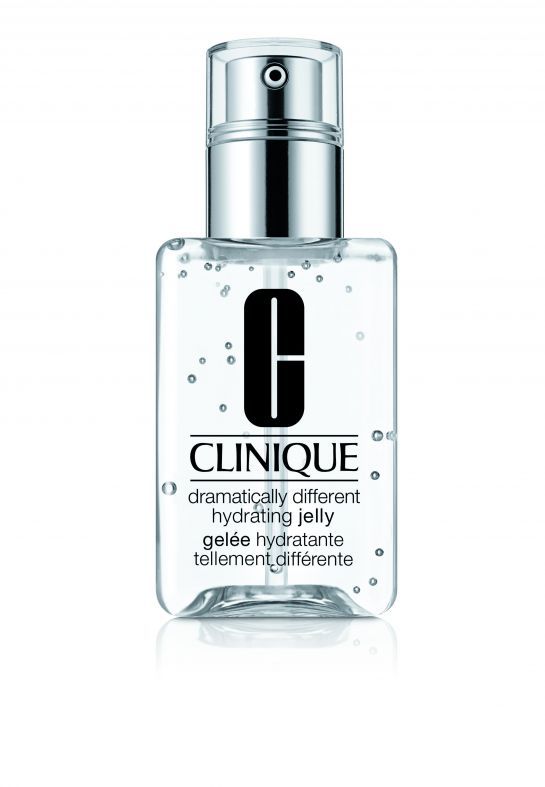 C
CLINIQUE
dramatically different
hydrating jelly
gelée hydratante
tellement différente